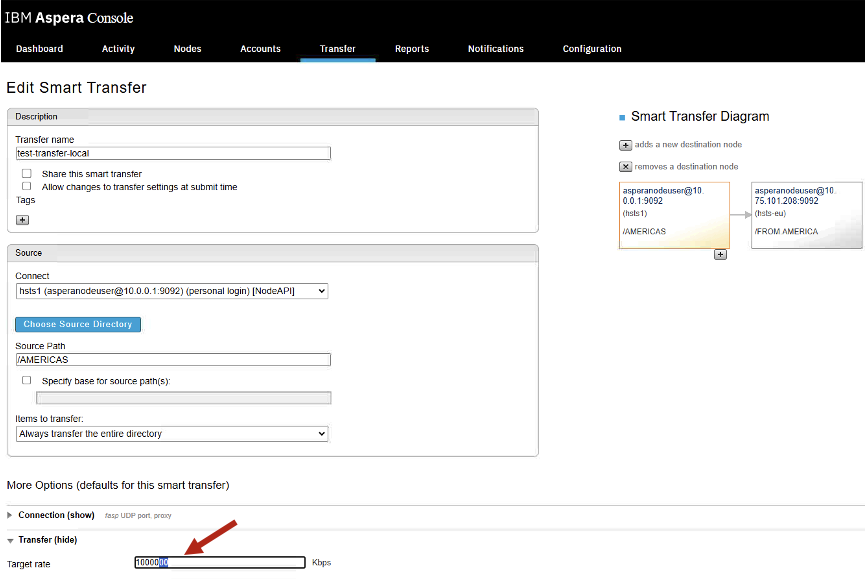 IBM Aspera Console
Dashboard Activity Nodes Accounts Transfer Reports Notifications Configuration
Edit Smart Transfer
Description
Transfer name
test-transfer-local
Share this smart transfer
Allow changes to transfer settings at submit time
Tags
Source
Connect
hsts1 (asperanodeuser@10.0.0.1:9092) (personal login) [NodeAPI]
Choose Source Directory
Source Path
/AMERICAS
Specify base for source path(s):
Items to transfer:
Always transfer the entire directory
Smart Transfer Diagram
adds a new destination node
removes a destination node
asperanodeuser@10.
0.0.1:9092
(hsts1)
/AMERICAS
asperanodeuser@10.
75.101.208:9092
(hsts-eu)
/FROM AMERICA
More Options (defaults for this smart transfer)
Connection (show) fasp UDP port, proxy
Transfer (hide)
Target rate 1000000 Kbps